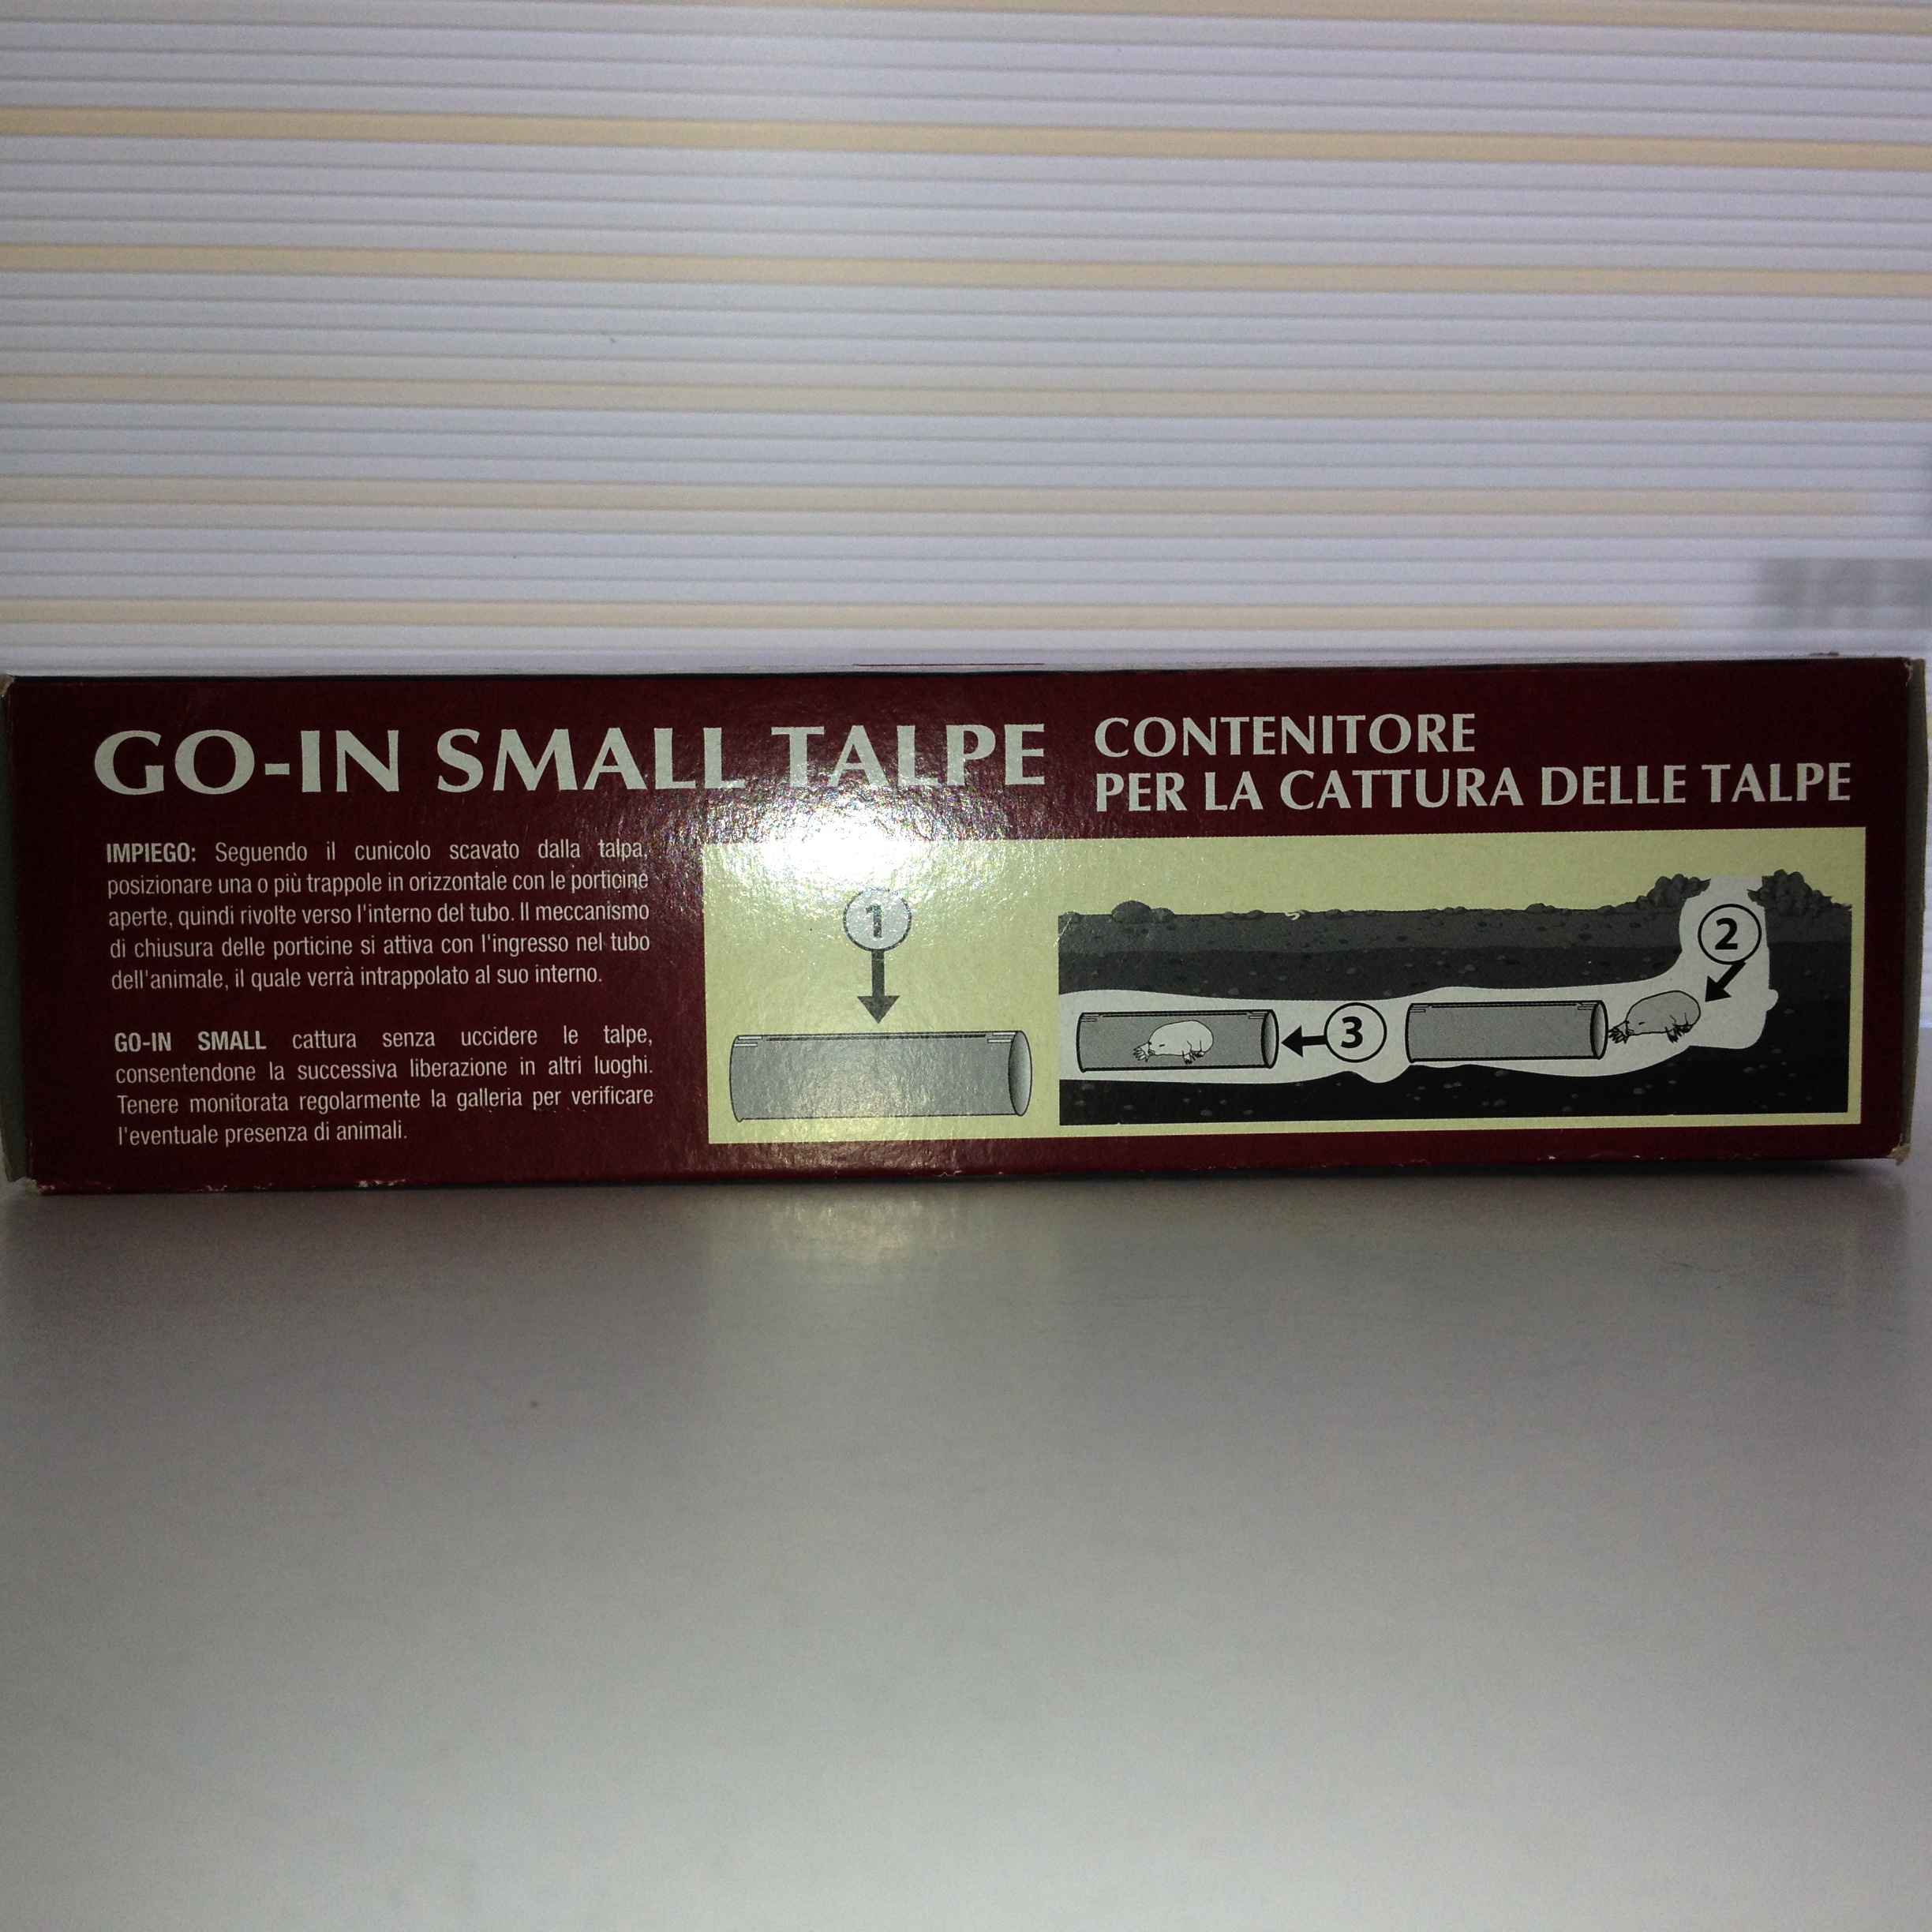 GO-IN SMALL TALPE
CONTENITORE
PER LA CATTURA DELLE TALPE
IMPIEGO: Seguendo il cunicolo scavato dalla talpa,
posizionare una o più trappole in orizzontale con le porticine
aperte, quindi rivolte verso l'interno del tubo. Il meccanismo
di chiusura delle porticine si attiva con l'ingresso nel tubo
dell'animale, il quale verrà intrappolato al suo interno.
GO-IN SMALL cattura senza uccidere le talpe,
consentendone la successiva liberazione in altri luoghi.
Tenere monitorata regolarmente la galleria per verificare
l'eventuale presenza di animali.
1
2
3